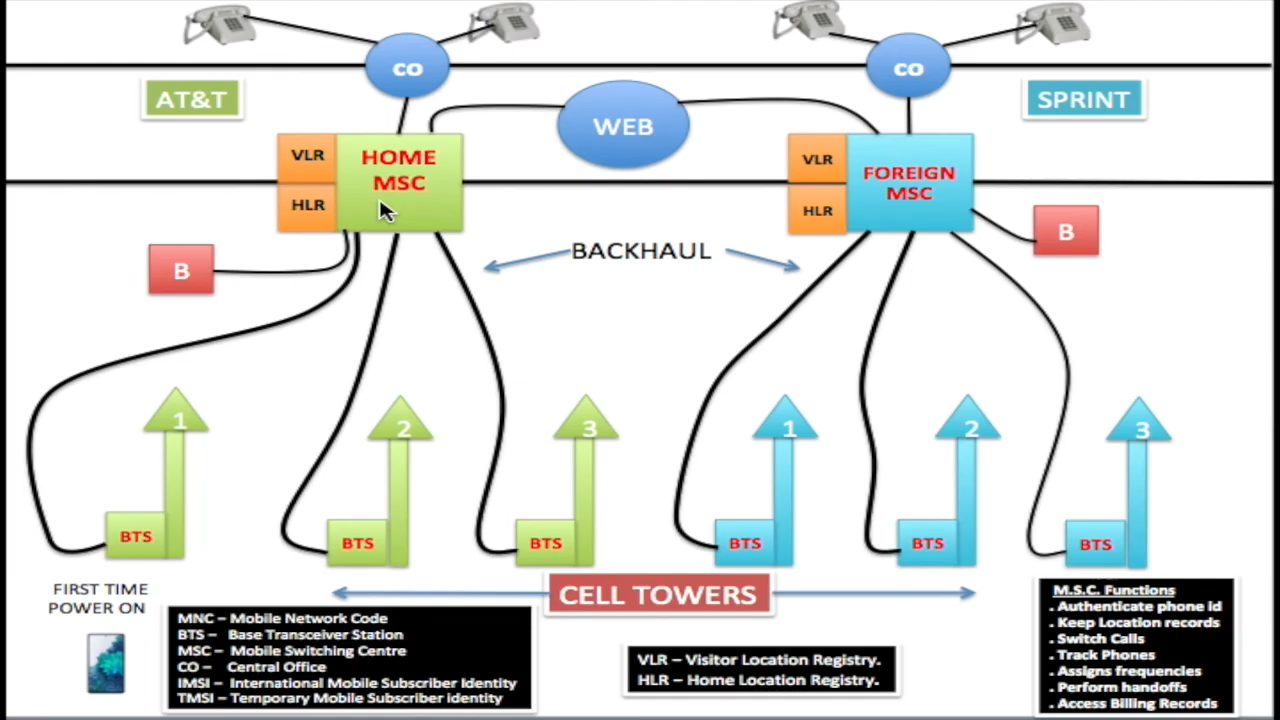 CO
CO
AT&T
SPRINT
WEB
VLR
HOME
MSC
HLR
VLR
FOREIGN
MSC
HLR
B
B
BACKHAUL
1
2
3
1
2
3
BTS
BTS
BTS
BTS
BTS
BTS
FIRST TIME
POWER ON
CELL TOWERS
MNC – Mobile Network Code
BTS – Base Transceiver Station
MSC – Mobile Switching Centre
CO – Central Office
IMSI – International Mobile Subscriber Identity
TMSI – Temporary Mobile Subscriber identity
VLR – Visitor Location Registry.
HLR – Home Location Registry.
M.S.C. Functions
. Authenticate phone id
. Keep Location records
. Switch Calls
. Track Phones
. Assigns frequencies
. Perform handoffs
. Access Billing Records